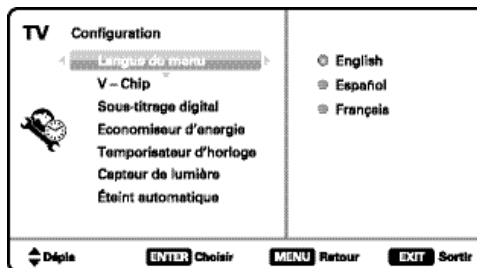 TV Configuration
Langue du menu
V – Chip
Sous-titrage digital
Economiseur d'energie
Temporisateur d'horloge
Capteur de lumière
Éteint automatique
English
Español
Français
Dépla ENTER Choisir MENU Retour EXIT Sortir